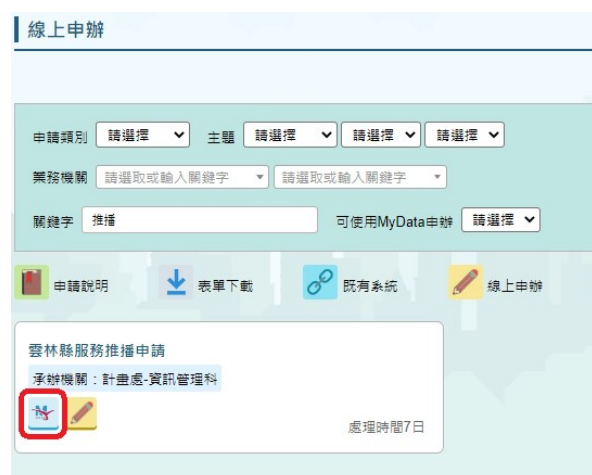 線上申辦
申請類別 請選擇 主題 請選擇 請選擇 請選擇
業務機關 請選取或輸入關鍵字 請選取或輸入關鍵字
關鍵字 推播 可使用MyData申辦 請選擇
申請說明 表單下載 既有系統 線上申辦
雲林縣服務推播申請
承辦機關：計畫處-資訊管理科
處理時間7日